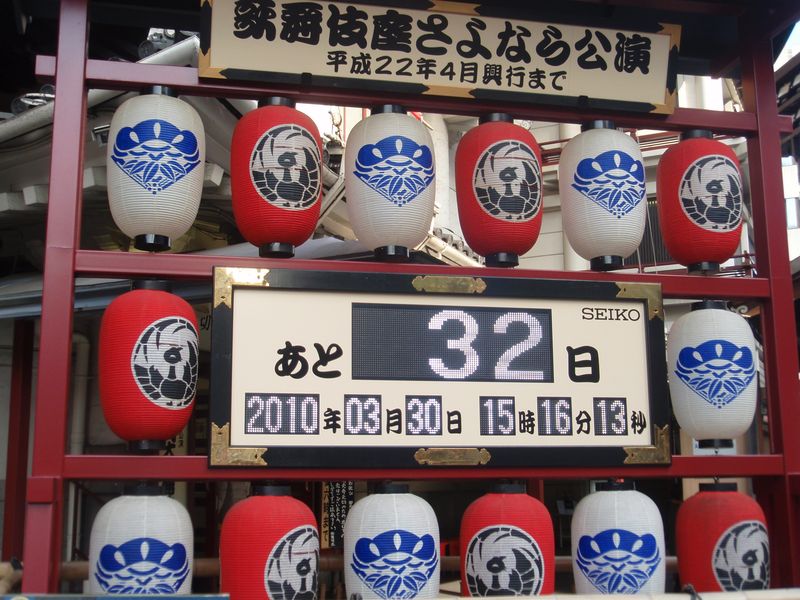 歌舞伎座さよなら公演
平成22年4月興行まで
SEIKO
あと 32 日
2010年03月30日 15時16分13秒